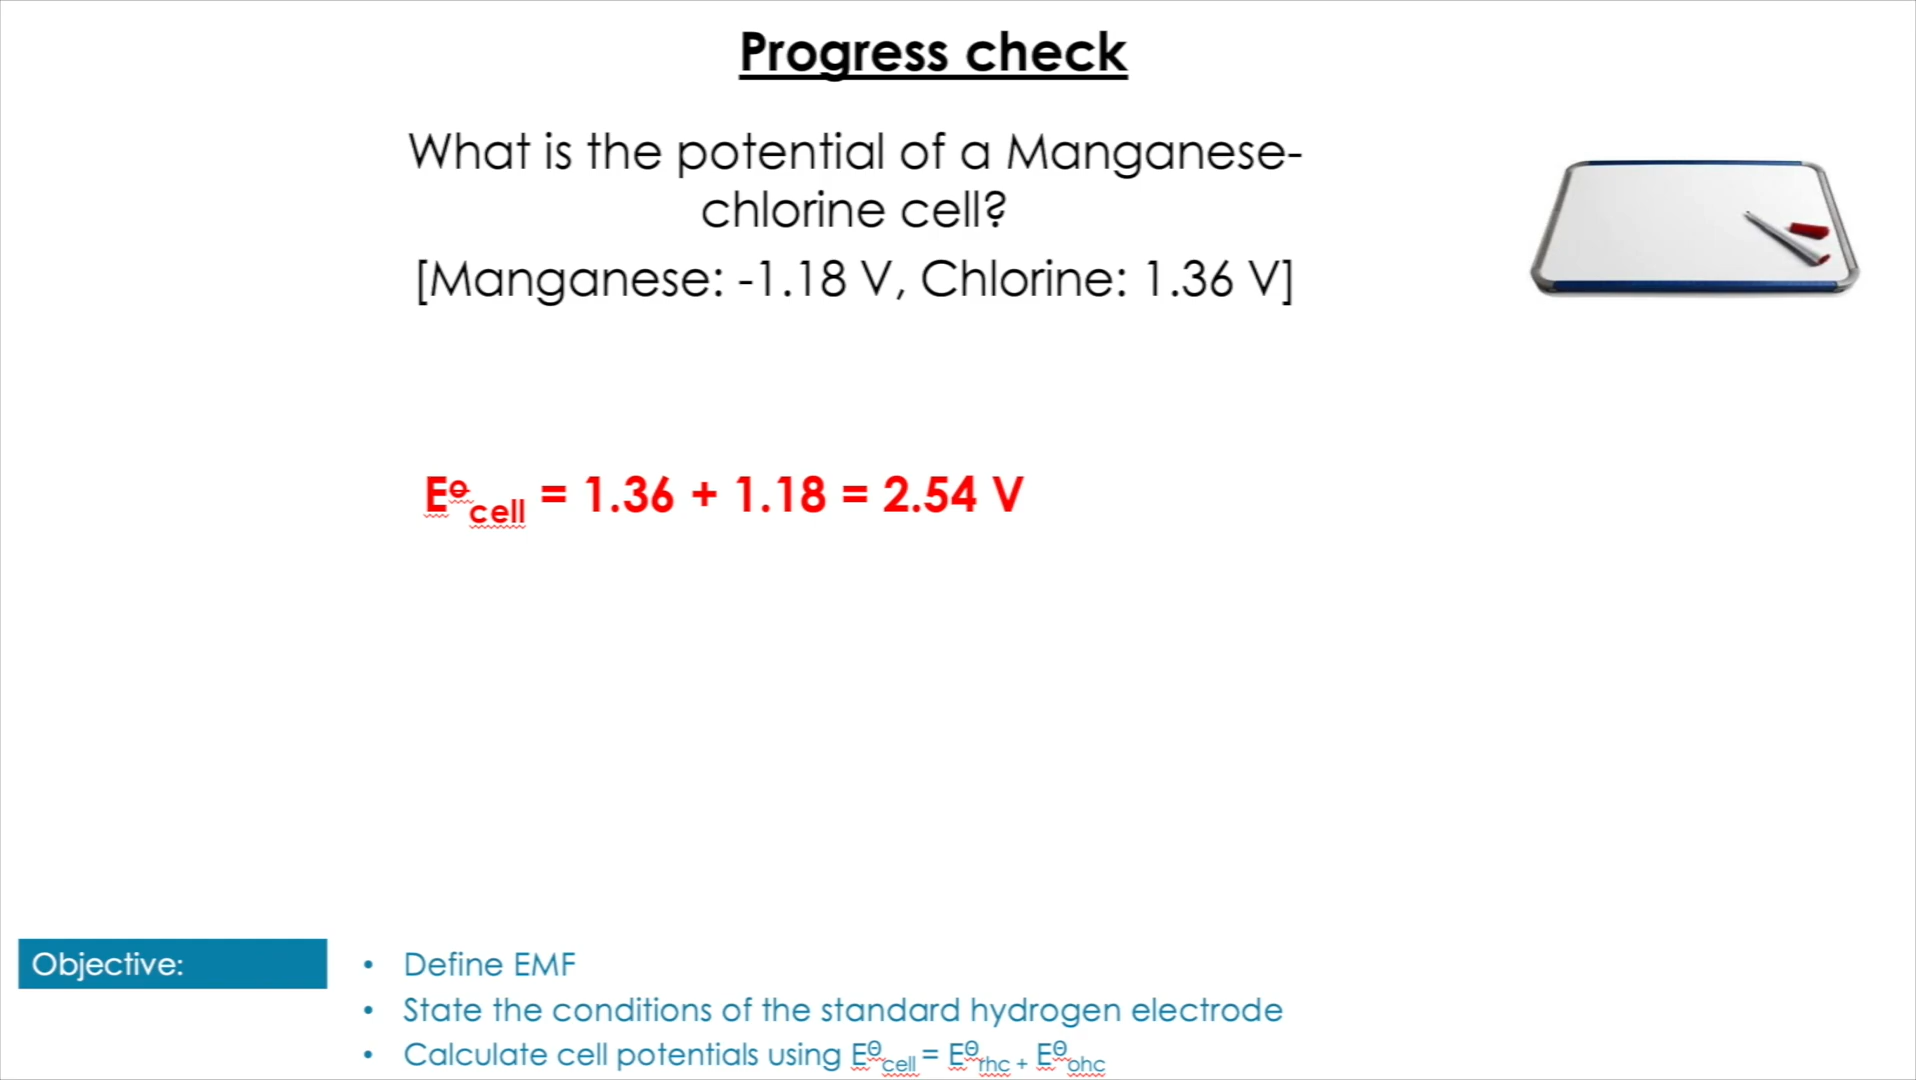 Progress check
What is the potential of a Manganese-
chlorine cell?
[Manganese: -1.18 V, Chlorine: 1.36 V]
E⦵cell = 1.36 + 1.18 = 2.54 V
Objective:
• Define EMF
• State the conditions of the standard hydrogen electrode
• Calculate cell potentials using EΘcell = EΘrhc + EΘohc